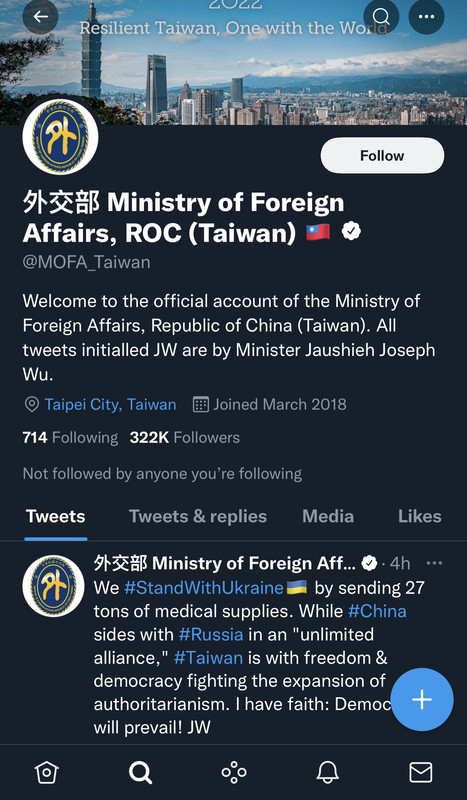 2022
Resilient Taiwan, One with the World
外
Follow
外交部 Ministry of Foreign
Affairs, ROC (Taiwan) 🇹🇼
@MOFA_Taiwan
Welcome to the official account of the Ministry of
Foreign Affairs, Republic of China (Taiwan). All
tweets initialled JW are by Minister Jaushieh Joseph
Wu.
Taipei City, Taiwan Joined March 2018
714 Following 322K Followers
Not followed by anyone you're following
Tweets Tweets & replies Media Likes
外
外交部 Ministry of Foreign Aff... · 4h
We #StandWithUkraine🇺🇦 by sending 27
tons of medical supplies. While #China
sides with #Russia in an "unlimited
alliance," #Taiwan is with freedom &
democracy fighting the expansion of
authoritarianism. I have faith: Democ
will prevail! JW